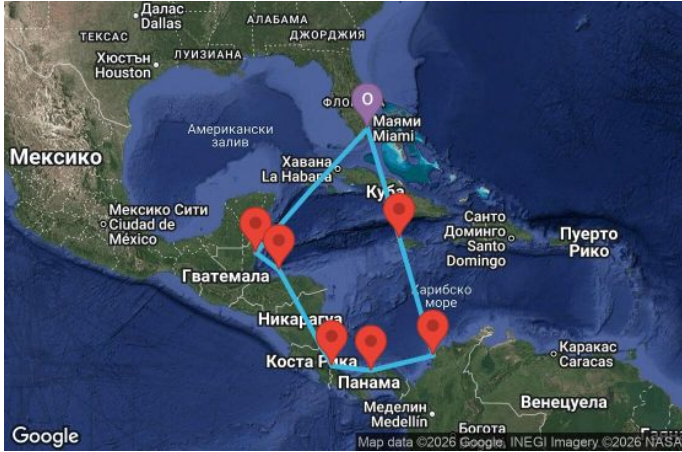 Далас
Dallas
АЛАБАМА
ТЕКСАС
ДЖОРДЖИЯ
Хюстън
Houston
ЛУИЗИАНА
O
Маями
Miami
Американски
залив
Мексико
Хавана
La Habana
Куба
Мексико Сити
Ciudad de
México
Санто
Доминго
Santo
Domingo
Пуерто
Рико
Гватемала
Карибско
море
Никарагуа
Коста Рика
Панама
Каракас
Caracas
Меделин
Medellín
Венецуела
Богота
Google
Map data ©2026 Google, INEGI Imagery ©2026 NASA